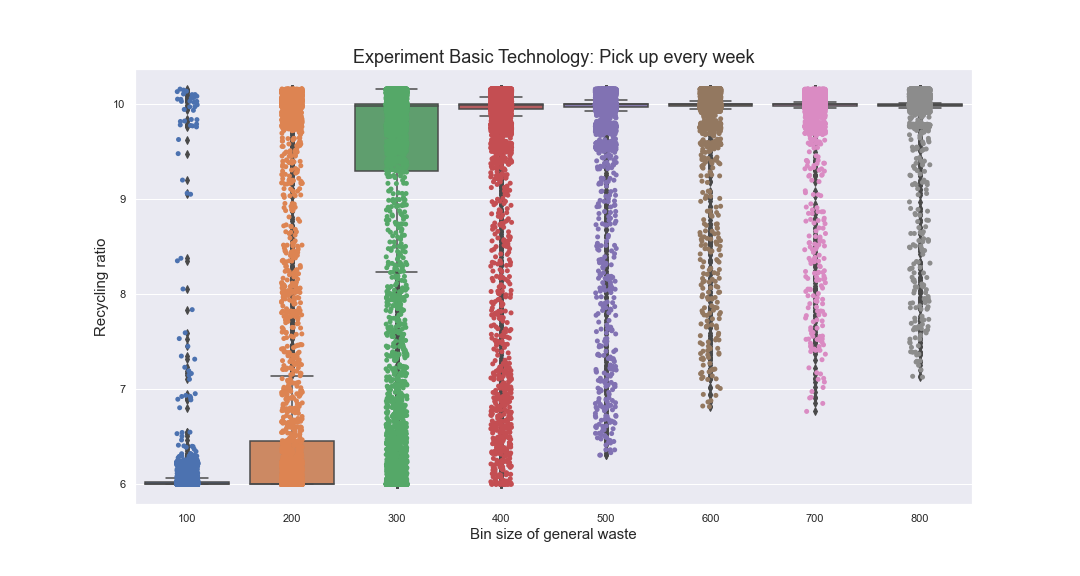 Experiment Basic Technology: Pick up every week
Recycling ratio
10
9
8
7
6
100 200 300 400 500 600 700 800
Bin size of general waste